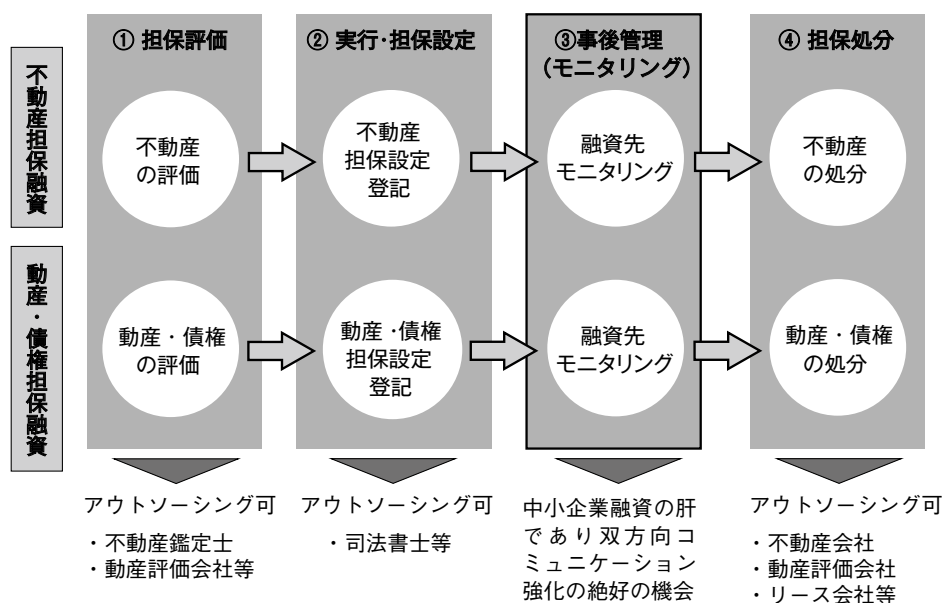 ① 担保評価
② 実行・担保設定
③事後管理
（モニタリング）
④ 担保処分
不動産担保融資
不動産
の評価
不動産
担保設定
登記
融資先
モニタリング
不動産
の処分
動産・債権担保融資
動産・債権
の評価
動産・債権
担保設定
登記
融資先
モニタリング
動産・債権
の処分
アウトソーシング可
・不動産鑑定士
・動産評価会社等
アウトソーシング可
・司法書士等
中小企業融資の肝
であり双方向コ
ミュニケーション
強化の絶好の機会
アウトソーシング可
・不動産会社
・動産評価会社
・リース会社等